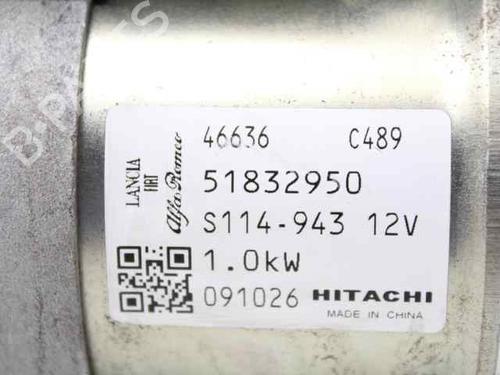 46636 C489
LANCIA
FIAT
Alfa Romeo
51832950
S114-943 12V
1.0kW
091026 HITACHI
MADE IN CHINA
B-PARTS